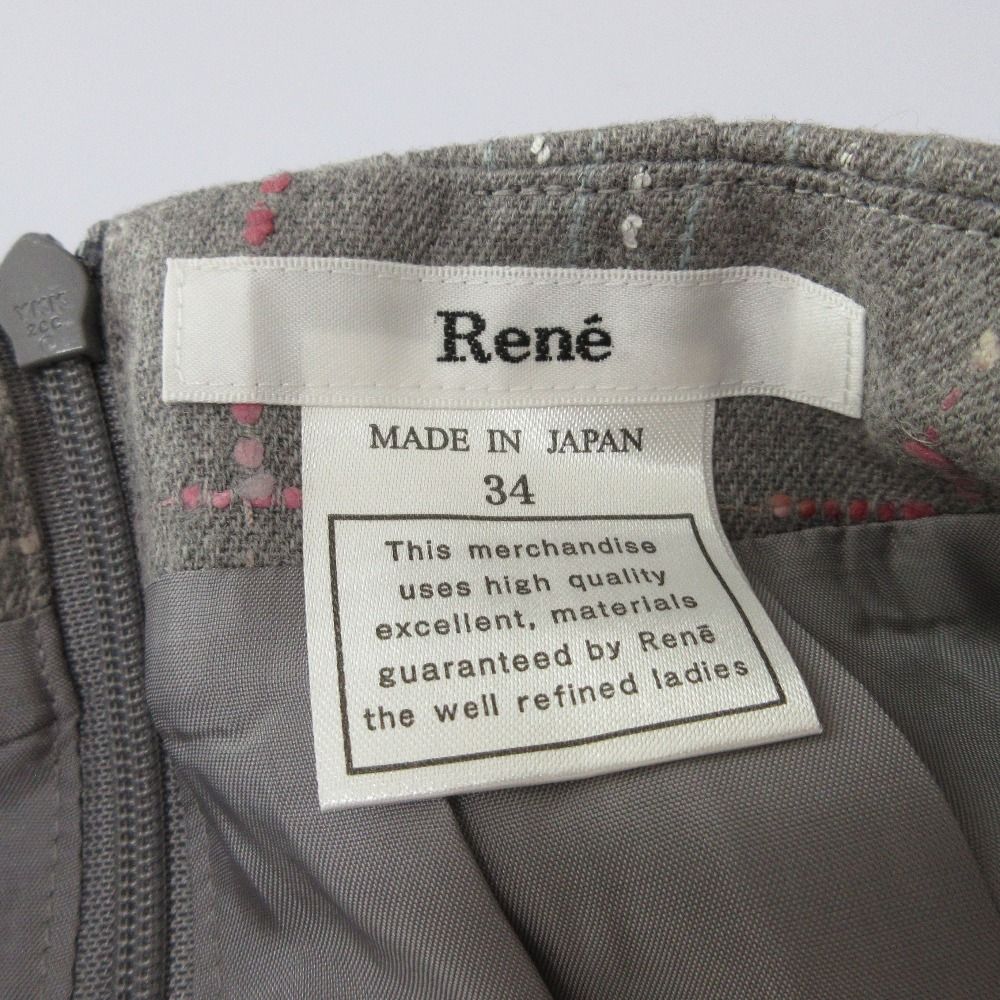 René
MADE IN JAPAN
34
This merchandise
uses high quality
excellent, materials
guaranteed by Renē
the well refined ladies
YKK